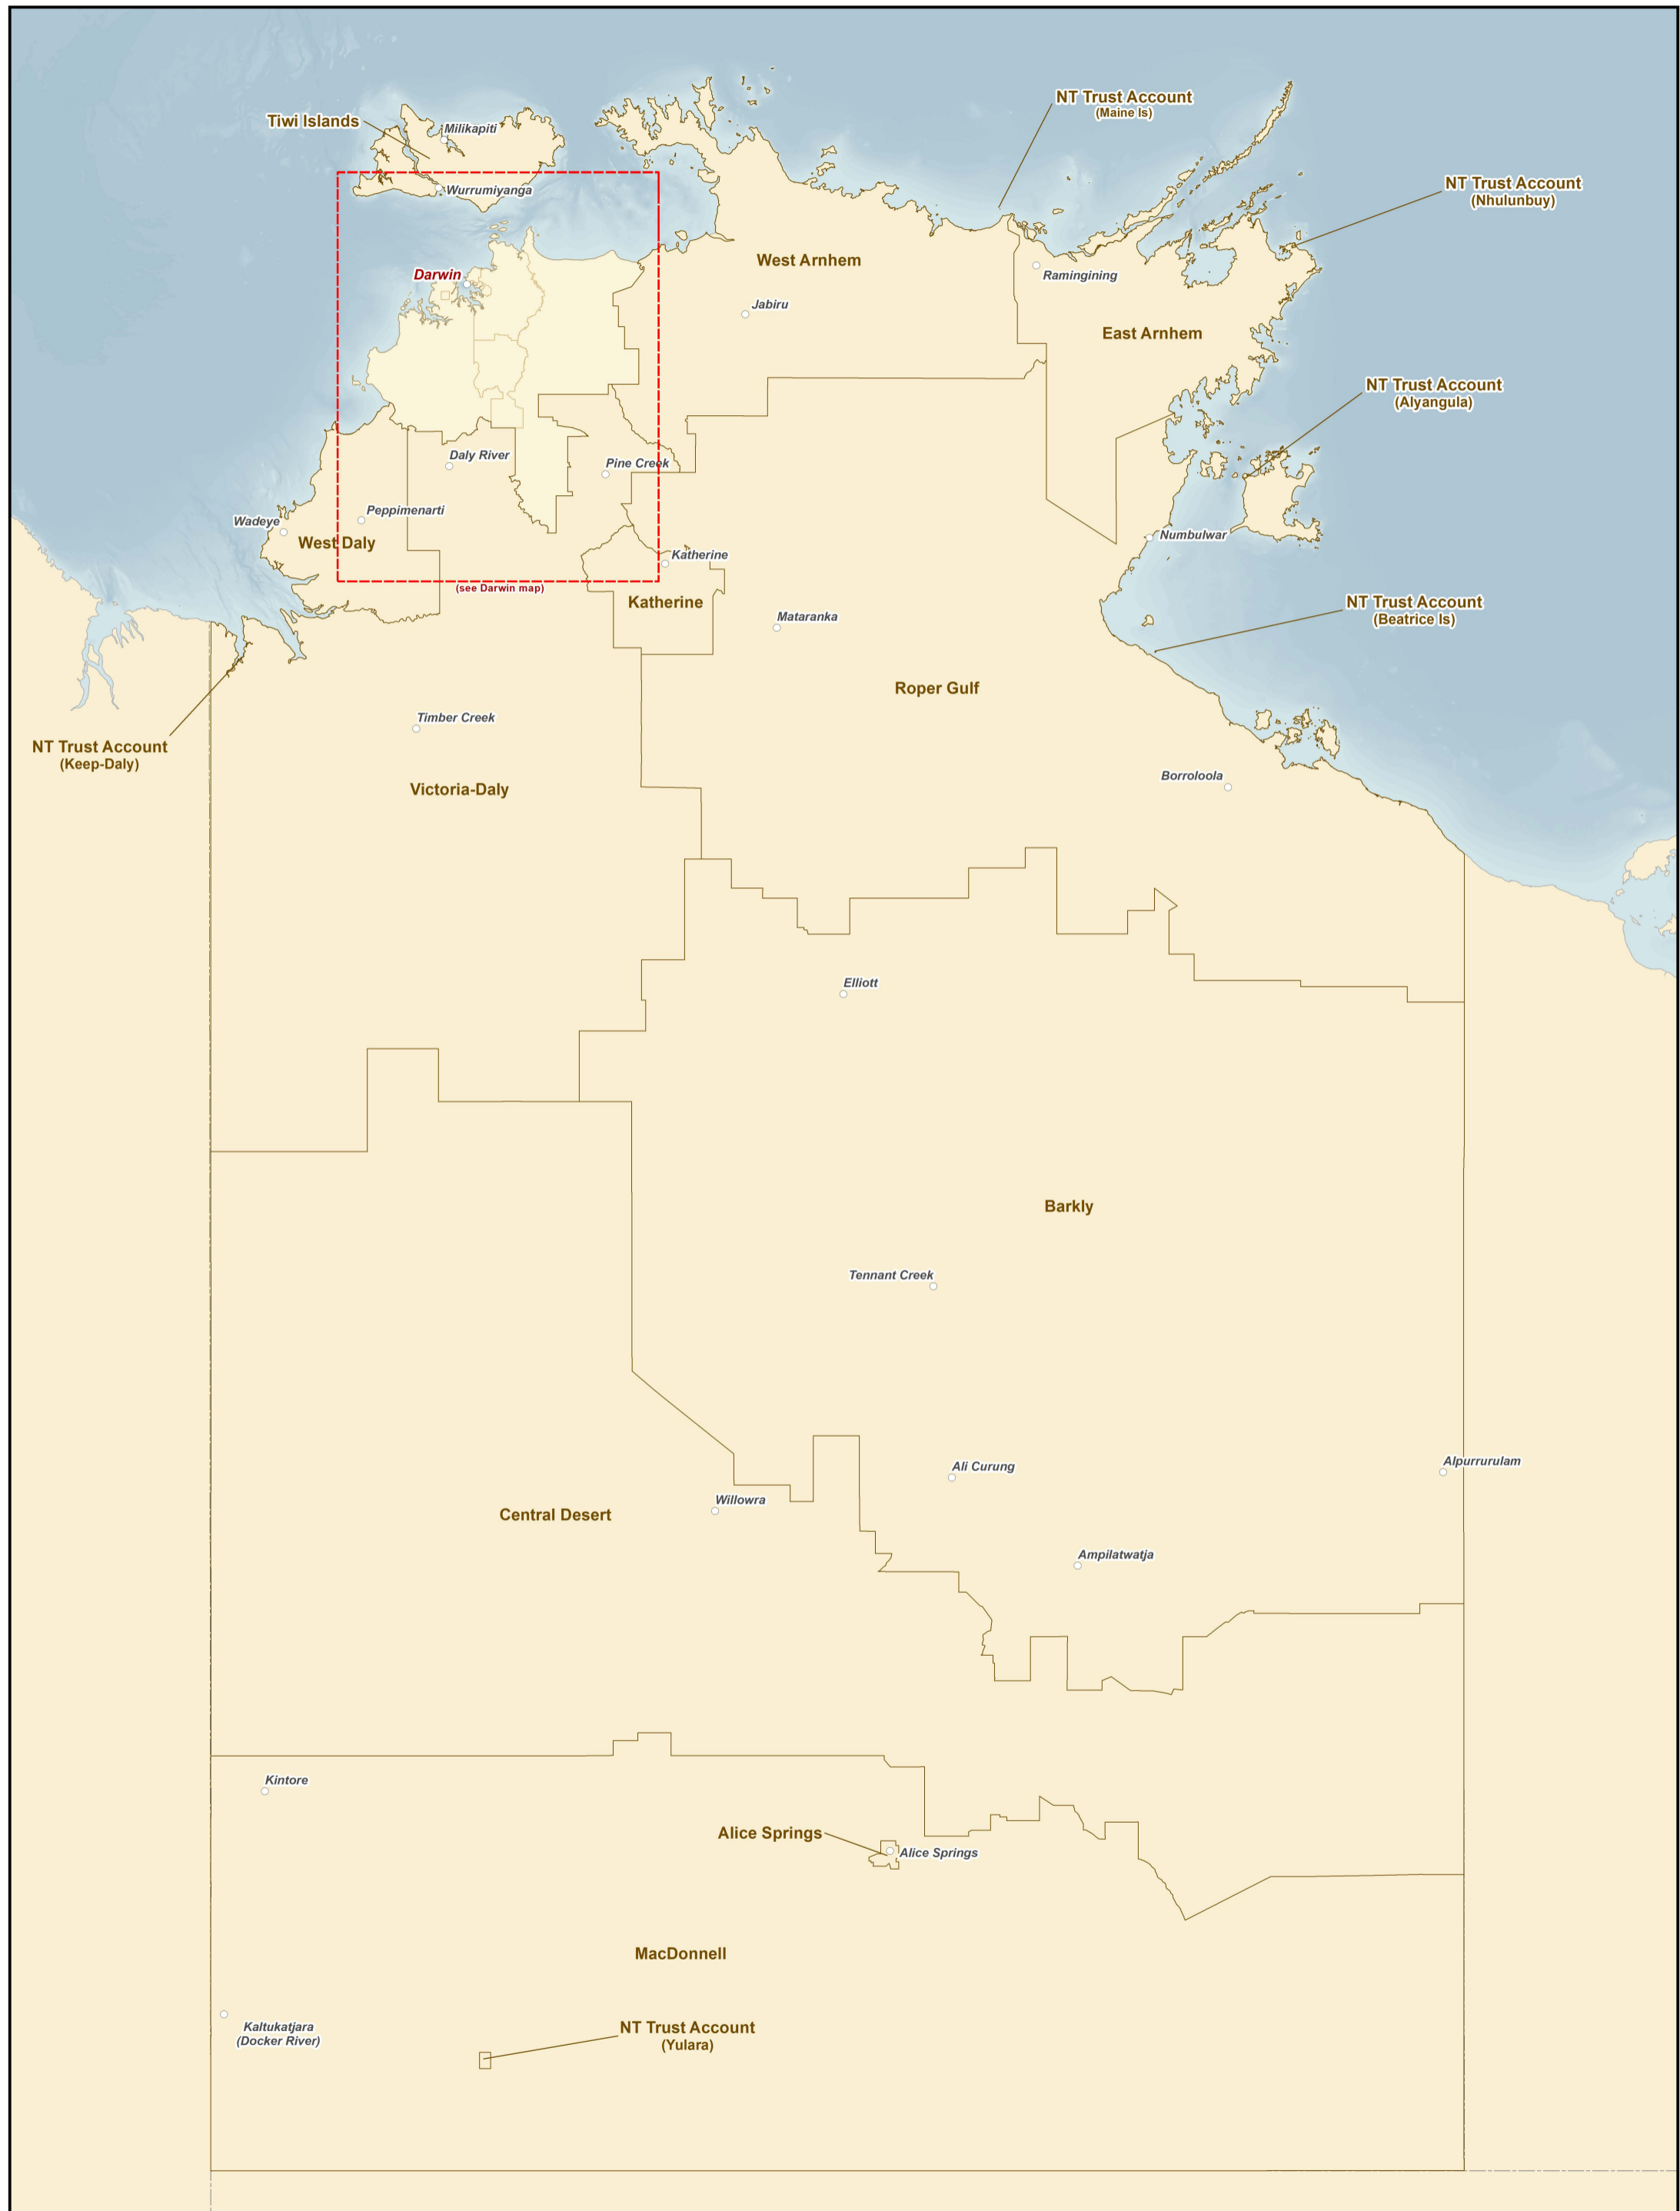 NT Trust Account
(Maine Is)
Tiwi Islands
Milikapiti
Wurrumiyanga
NT Trust Account
(Nhulunbuy)
West Arnhem
Darwin
Ramingining
Jabiru
East Arnhem
NT Trust Account
(Alyangula)
Daly River
Pine Creek
Peppimenarti
Wadeye
West Daly
Numbulwar
Katherine
(see Darwin map)
Katherine
NT Trust Account
(Beatrice Is)
Mataranka
Roper Gulf
Timber Creek
NT Trust Account
(Keep-Daly)
Borroloola
Victoria-Daly
Elliott
Barkly
Tennant Creek
Alpurrurulam
Ali Curung
Willowra
Central Desert
Ampilatwatja
Kintore
Alice Springs
Alice Springs
MacDonnell
Kaltukatjara
(Docker River)
NT Trust Account
(Yulara)